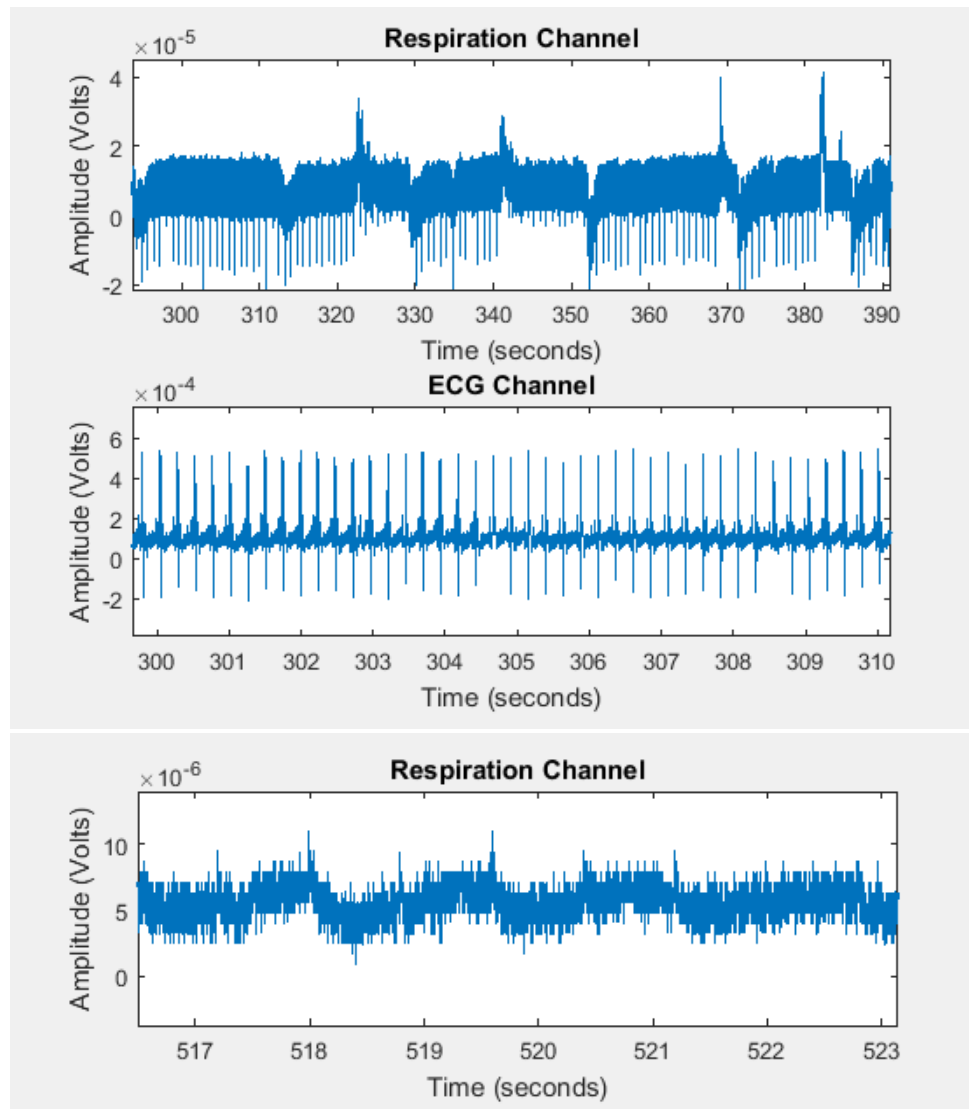 Respiration Channel
×10-5
Amplitude (Volts)
4
2
0
-2
300 310 320 330 340 350 360 370 380 390
Time (seconds)
ECG Channel
×10-4
Amplitude (Volts)
6
4
2
0
-2
300 301 302 303 304 305 306 307 308 309 310
Time (seconds)
Respiration Channel
×10-6
Amplitude (Volts)
10
5
0
517 518 519 520 521 522 523
Time (seconds)